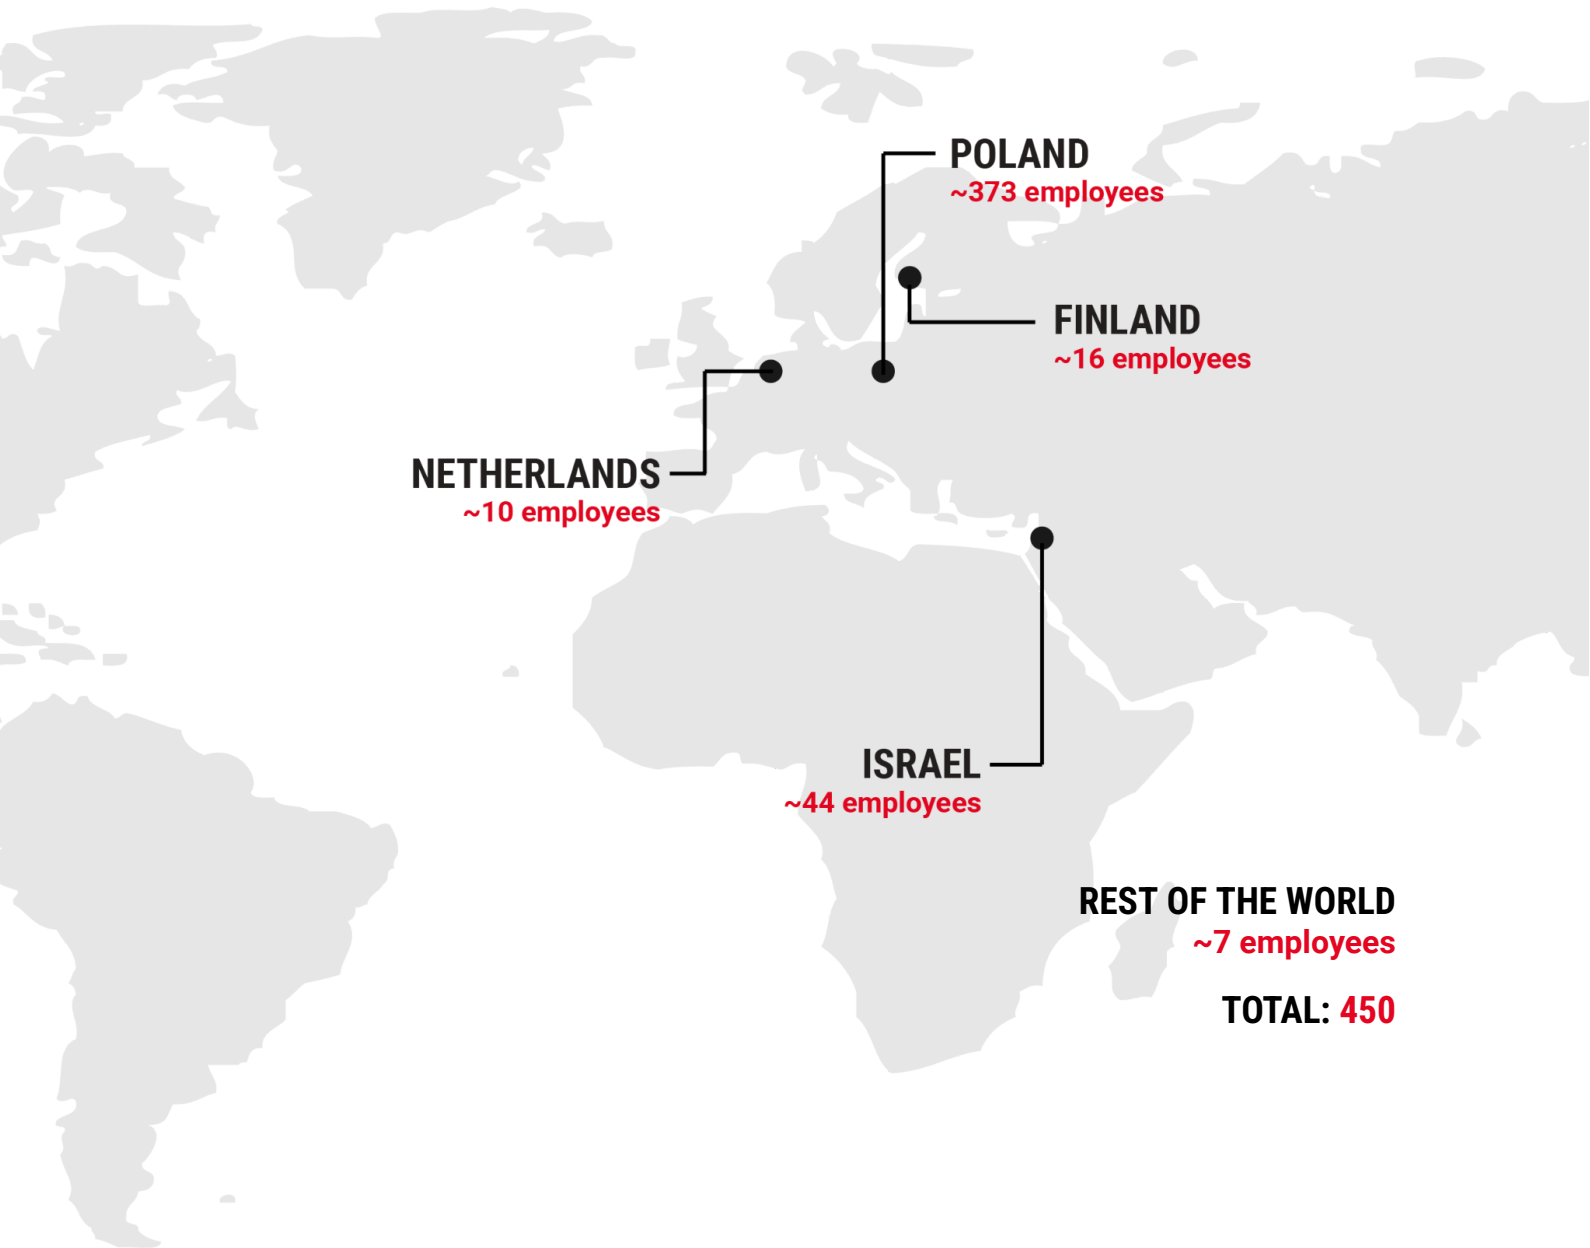 POLAND
~373 employees
FINLAND
~16 employees
NETHERLANDS
~10 employees
ISRAEL
~44 employees
REST OF THE WORLD
~7 employees
TOTAL: 450